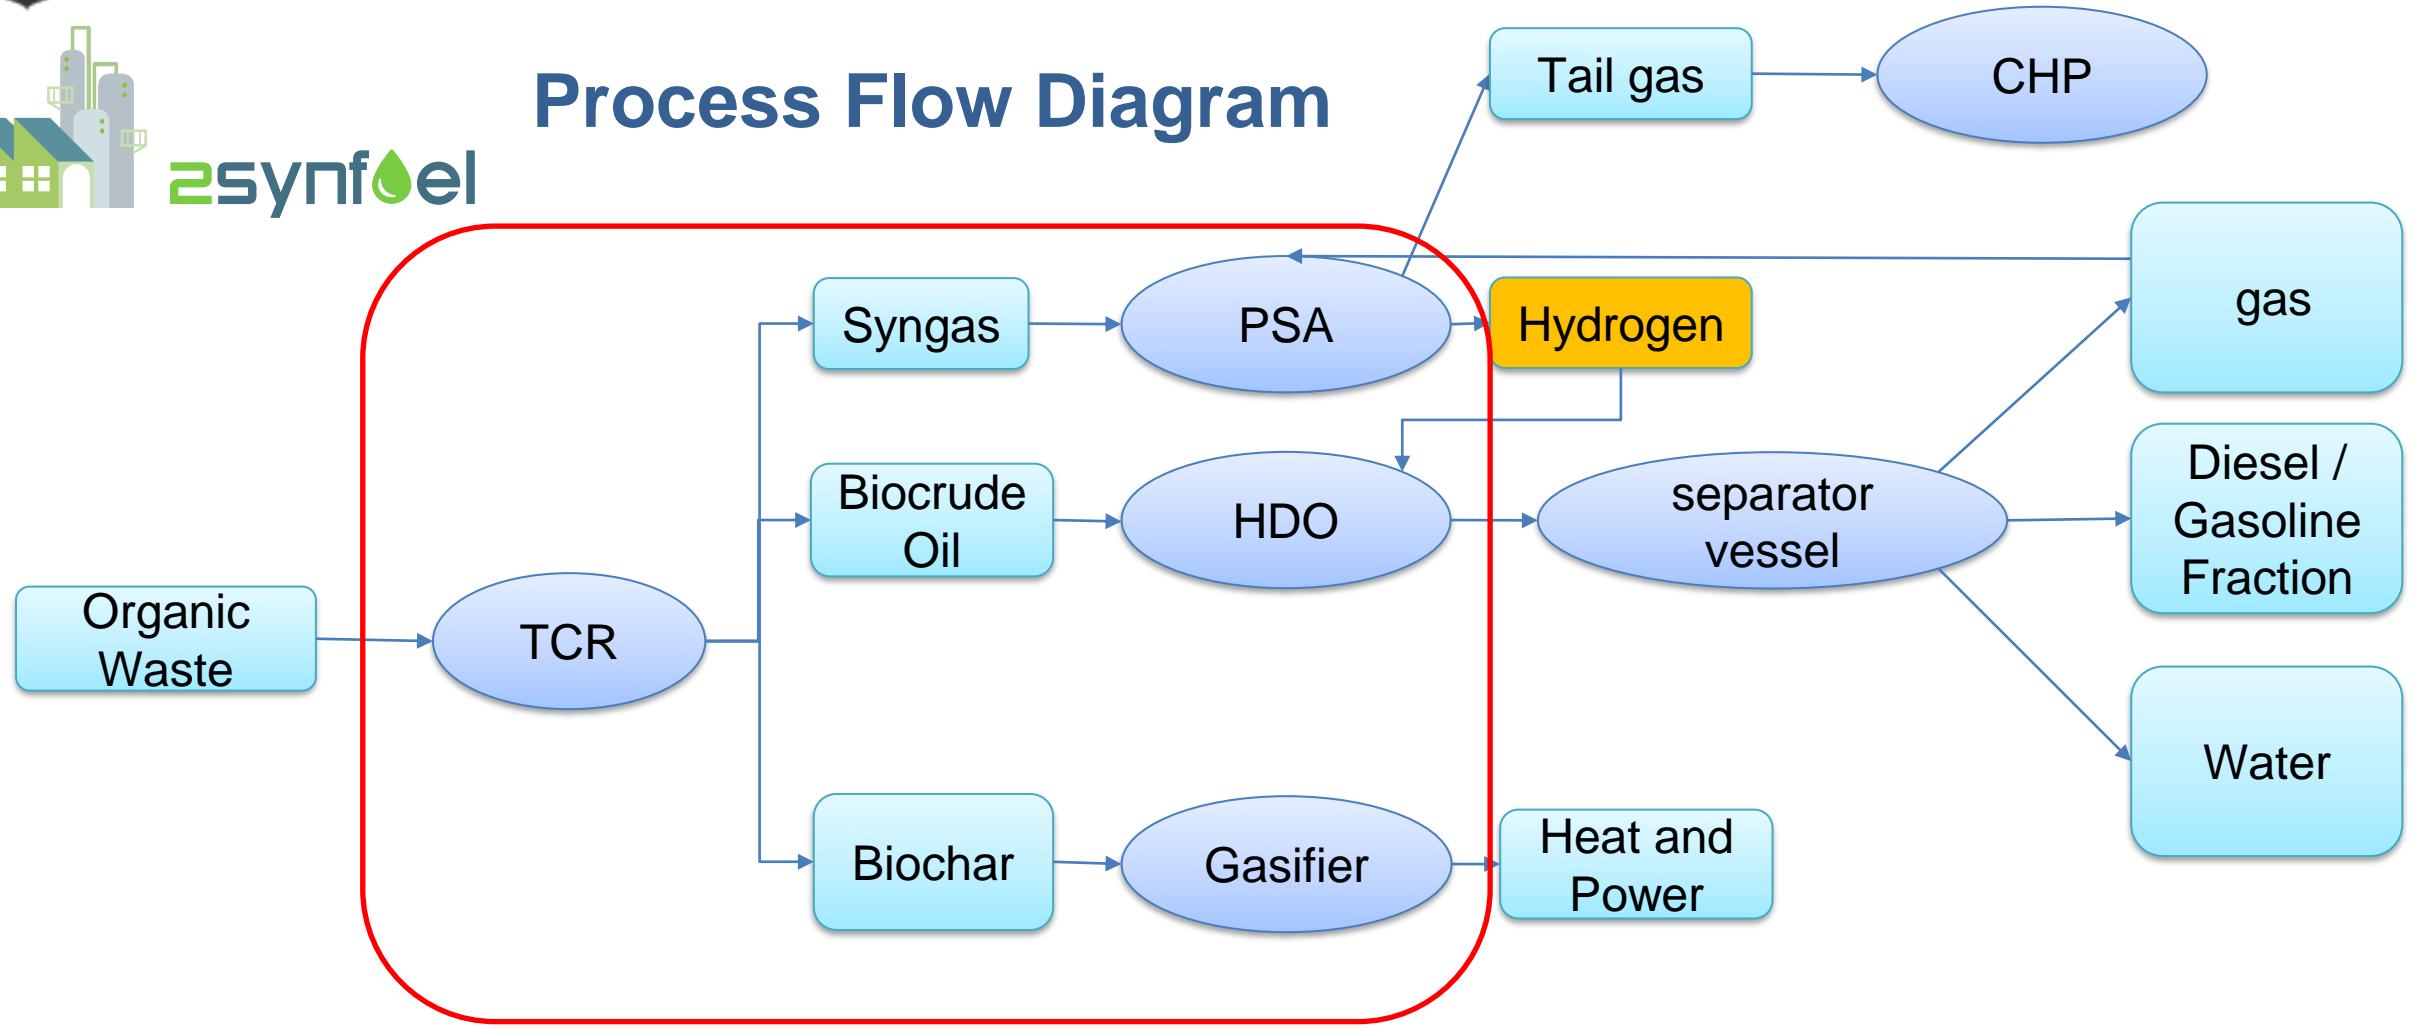 Process Flow Diagram
2synfuel
Tail gas
CHP
Syngas
PSA
Hydrogen
gas
Biocrude
Oil
HDO
separator
vessel
Diesel /
Gasoline
Fraction
Organic
Waste
TCR
Water
Biochar
Gasifier
Heat and
Power